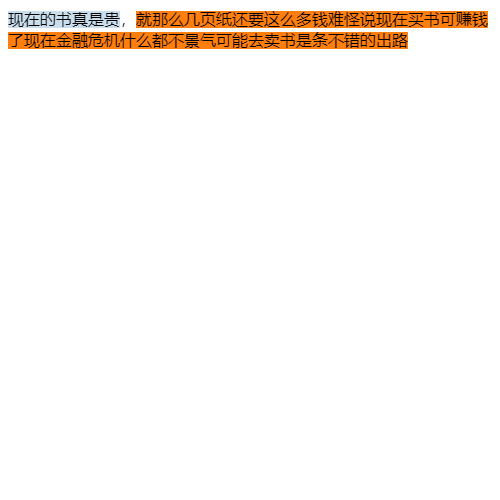 现在的书真是贵，就那么几页纸还要这么多钱难怪说现在买书可赚钱
了现在金融危机什么都不景气可能去卖书是条不错的出路